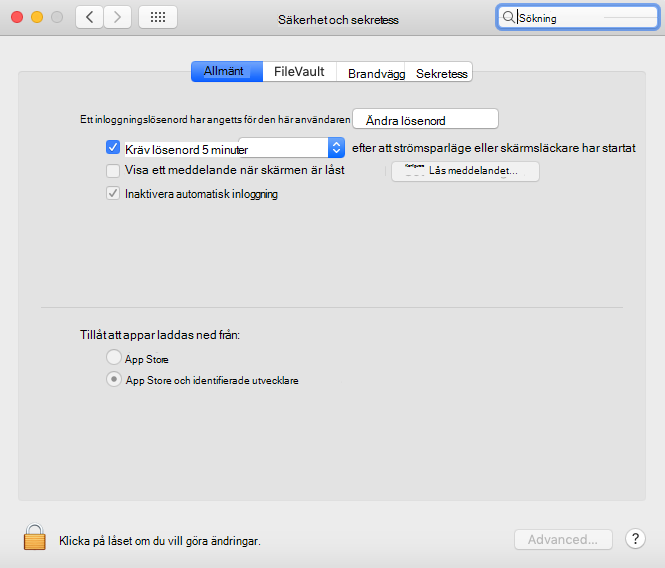 Säkerhet och sekretess
Sökning
Allmänt FileVault Brandvägg Sekretess
Ett inloggningslösenord har angetts för den här användaren Ändra lösenord
Kräv lösenord 5 minuter efter att strömsparläge eller skärmsläckare har startat
Visa ett meddelande när skärmen är låst Lås meddelandet...
Inaktivera automatisk inloggning
Tillåt att appar laddas ned från:
App Store
App Store och identifierade utvecklare
Klicka på låset om du vill göra ändringar.
Advanced... ?